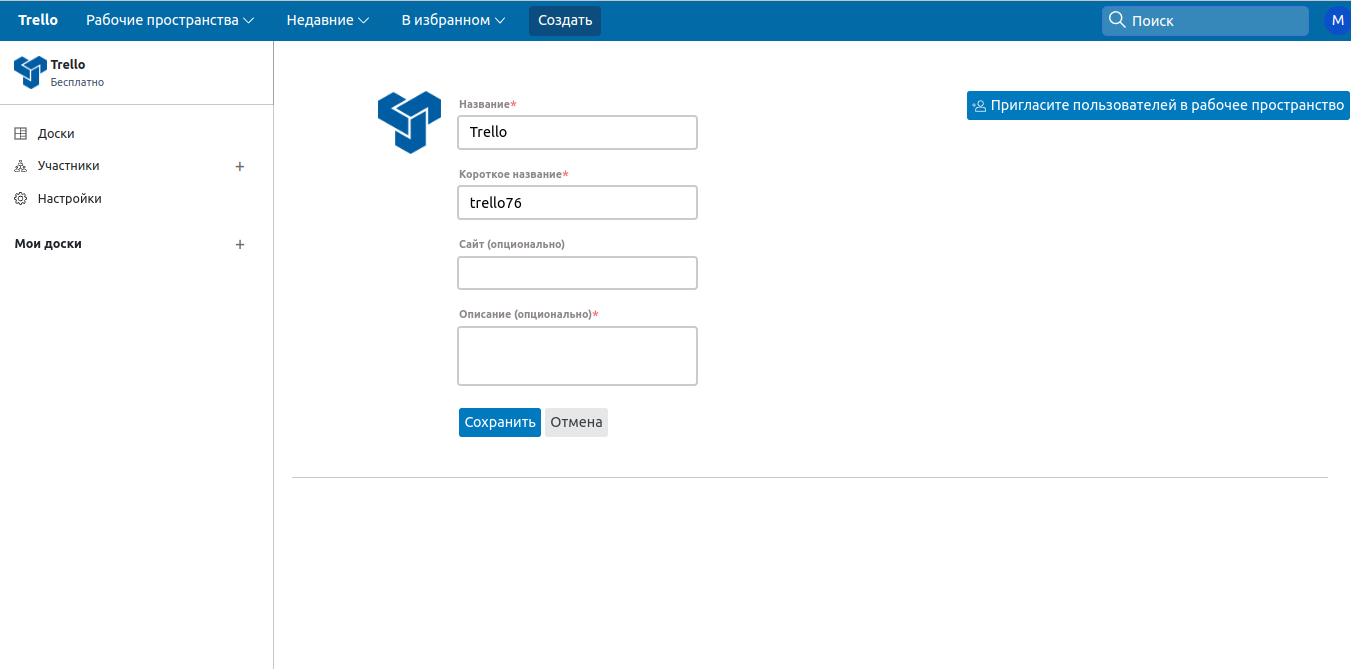 Trello Рабочие пространства Недавние В избранном Создать Поиск М
Trello
Бесплатно
Доски
Участники +
Настройки
Мои доски +
Название*
Trello
Короткое название*
trello76
Сайт (опционально)
Описание (опционально)*
Сохранить Отмена
Пригласите пользователей в рабочее пространство